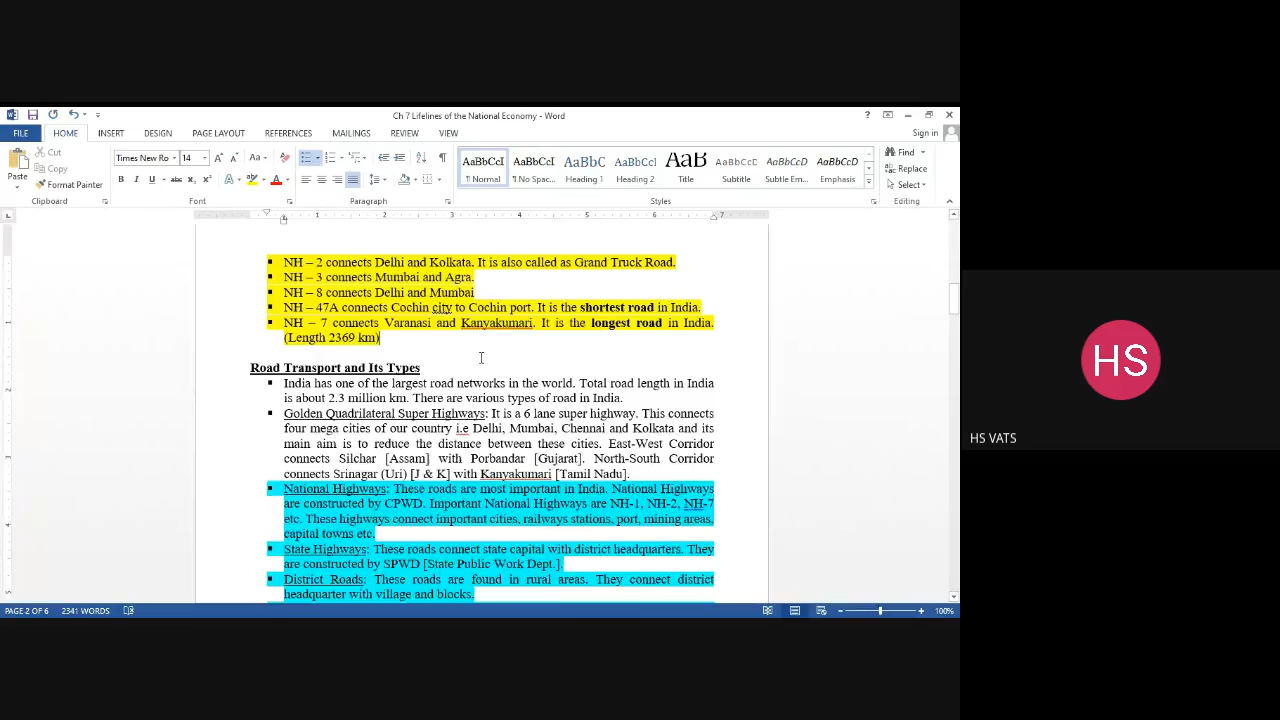 Ch 7 Lifelines of the National Economy - Word
FILE HOME INSERT DESIGN PAGE LAYOUT REFERENCES MAILINGS REVIEW VIEW Sign in
Paste Cut Copy Format Painter
Times New Ro 14 Aa
B I U abc x₂ x² A A
AaBbCcI AaBbCcI AaBbC AaBbCcl AaB AaBbCcC AaBbCcI AaBbCcI
¶ Normal ¶ No Spac... Heading 1 Heading 2 Title Subtitle Subtle Em... Emphasis
Find Replace Select
Clipboard Font Paragraph Styles Editing
1 2 3 4 5 6 7
NH – 2 connects Delhi and Kolkata. It is also called as Grand Truck Road.
NH – 3 connects Mumbai and Agra.
NH – 8 connects Delhi and Mumbai
NH – 47A connects Cochin city to Cochin port. It is the shortest road in India.
NH – 7 connects Varanasi and Kanyakumari. It is the longest road in India.
(Length 2369 km)
Road Transport and Its Types
India has one of the largest road networks in the world. Total road length in India
is about 2.3 million km. There are various types of road in India.
Golden Quadrilateral Super Highways: It is a 6 lane super highway. This connects
four mega cities of our country i.e Delhi, Mumbai, Chennai and Kolkata and its
main aim is to reduce the distance between these cities. East-West Corridor
connects Silchar [Assam] with Porbandar [Gujarat]. North-South Corridor
connects Srinagar (Uri) [J & K] with Kanyakumari [Tamil Nadu].
National Highways: These roads are most important in India. National Highways
are constructed by CPWD. Important National Highways are NH-1, NH-2, NH-7
etc. These highways connect important cities, railways stations, port, mining areas,
capital towns etc.
State Highways: These roads connect state capital with district headquarters. They
are constructed by SPWD [State Public Work Dept.].
District Roads: These roads are found in rural areas. They connect district
headquarter with village and blocks.
PAGE 2 OF 6 2341 WORDS 100%
HS
HS VATS